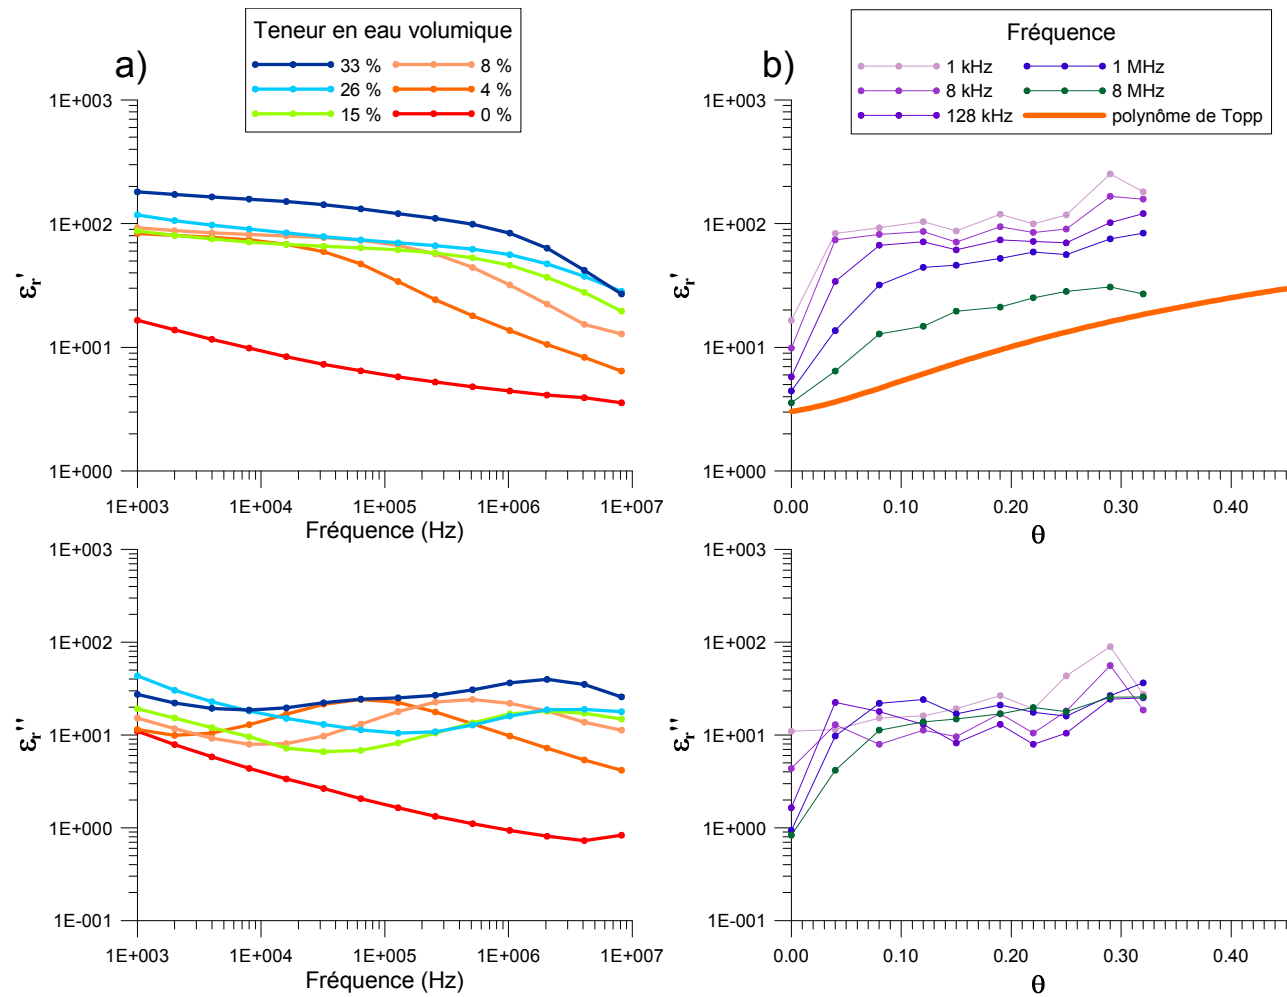 a)
Teneur en eau volumique
33 % 8 %
26 % 4 %
15 % 0 %
1E+003
1E+002
1E+001
1E+000
εr'
1E+003 1E+004 1E+005 1E+006 1E+007
Fréquence (Hz)
b)
Fréquence
1 kHz 1 MHz
8 kHz 8 MHz
128 kHz polynôme de Topp
1E+003
1E+002
1E+001
1E+000
εr'
0.00 0.10 0.20 0.30 0.40
θ
1E+003
1E+002
1E+001
1E+000
1E-001
εr''
1E+003 1E+004 1E+005 1E+006 1E+007
Fréquence (Hz)
1E+003
1E+002
1E+001
1E+000
1E-001
εr''
0.00 0.10 0.20 0.30 0.40
θ